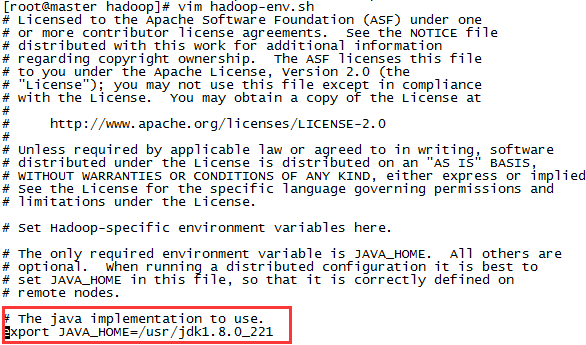 [root@master hadoop]# vim hadoop-env.sh
# Licensed to the Apache Software Foundation (ASF) under one
# or more contributor license agreements.  See the NOTICE file
# distributed with this work for additional information
# regarding copyright ownership.  The ASF licenses this file
# to you under the Apache License, Version 2.0 (the
# "License"); you may not use this file except in compliance
# with the License.  You may obtain a copy of the License at
#
#     http://www.apache.org/licenses/LICENSE-2.0
#
# Unless required by applicable law or agreed to in writing, software
# distributed under the License is distributed on an "AS IS" BASIS,
# WITHOUT WARRANTIES OR CONDITIONS OF ANY KIND, either express or implied
# See the License for the specific language governing permissions and
# limitations under the License.
# Set Hadoop-specific environment variables here.
# The only required environment variable is JAVA_HOME.  All others are
# optional.  When running a distributed configuration it is best to
# set JAVA_HOME in this file, so that it is correctly defined on
# remote nodes.
# The java implementation to use.
export JAVA_HOME=/usr/jdk1.8.0_221